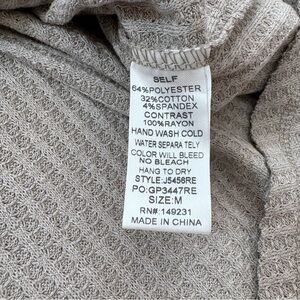 SELF
64%POLYESTER
32%COTTON
4%SPANDEX
CONTRAST
100%RAYON
HAND WASH COLD
WATER SEPARA TELY
COLOR WILL BLEED
NO BLEACH
HANG TO DRY
STYLE:J5456RE
PO:GP3447RE
SIZE:M
RN#:149231
MADE IN CHINA